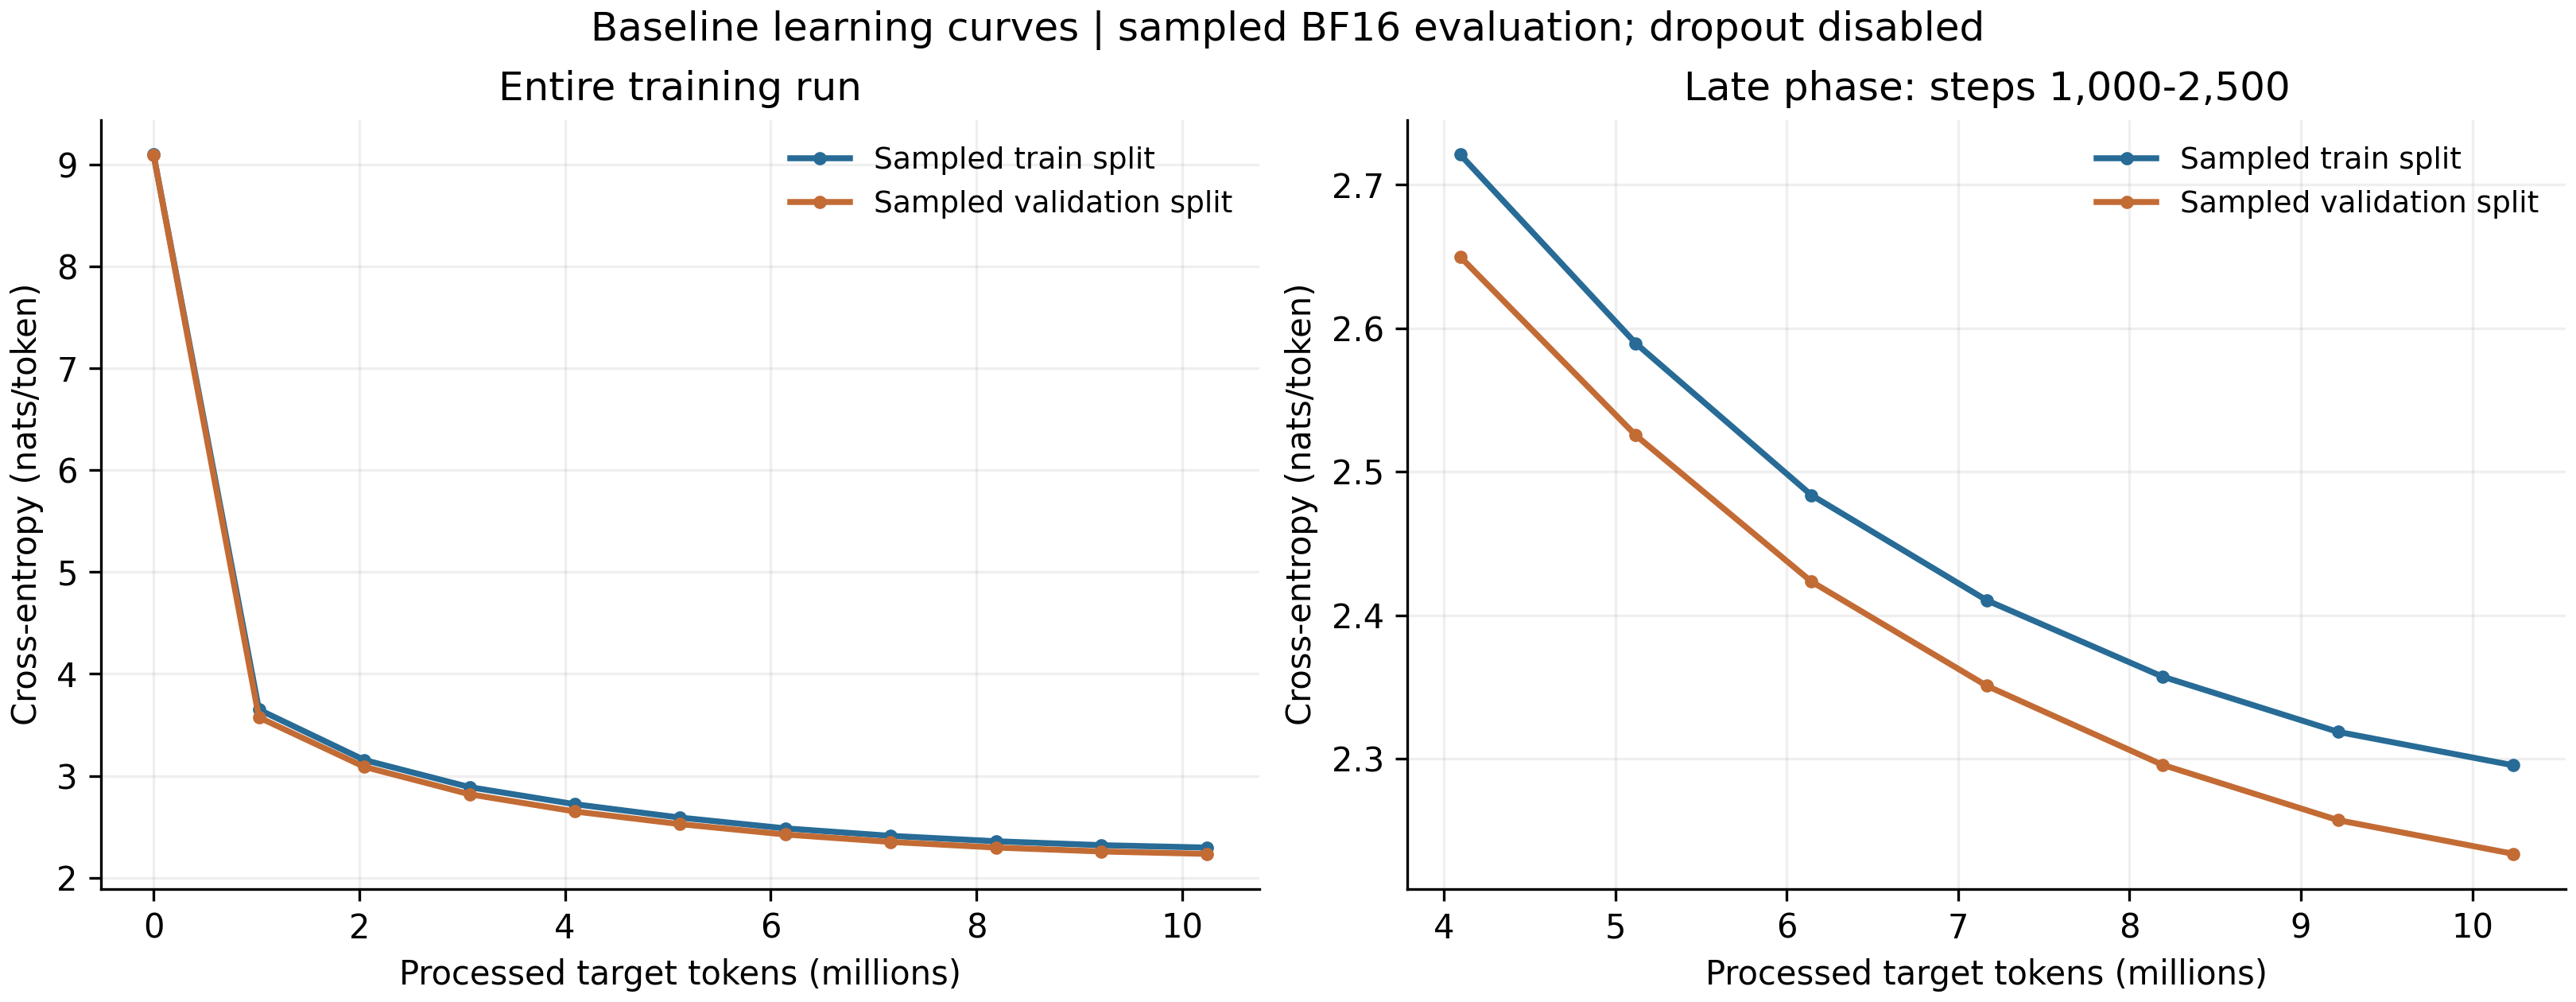 Baseline learning curves | sampled BF16 evaluation; dropout disabled
Entire training run
Sampled train split
Sampled validation split
Cross-entropy (nats/token)
9
8
7
6
5
4
3
2
0
2
4
6
8
10
Processed target tokens (millions)
Late phase: steps 1,000-2,500
Sampled train split
Sampled validation split
Cross-entropy (nats/token)
2.7
2.6
2.5
2.4
2.3
4
5
6
7
8
9
10
Processed target tokens (millions)